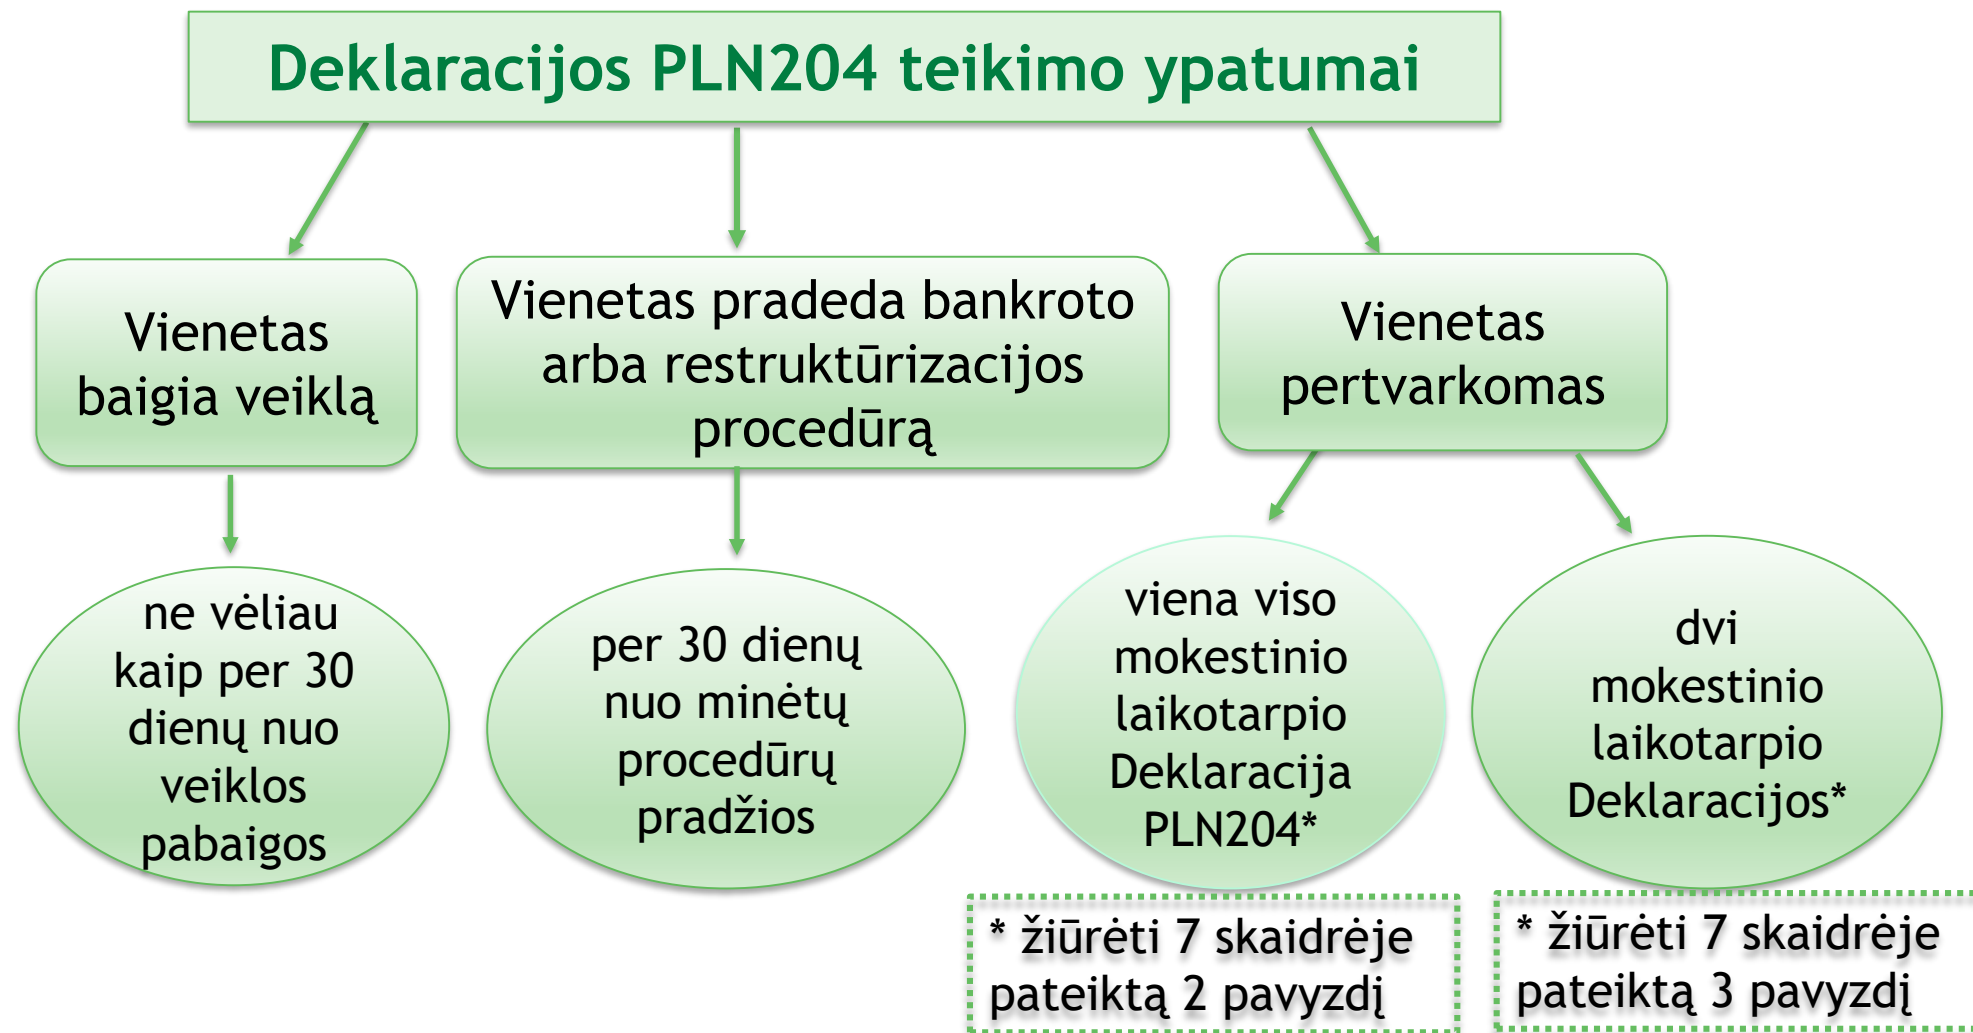 Deklaracijos PLN204 teikimo ypatumai
Vienetas
baigia veiklą
Vienetas pradeda bankroto
arba restruktūrizacijos
procedūrą
Vienetas
pertvarkomas
ne vėliau
kaip per 30
dienų nuo
veiklos
pabaigos
per 30 dienų
nuo minėtų
procedūrų
pradžios
viena viso
mokestinio
laikotarpio
Deklaracija
PLN204*
dvi
mokestinio
laikotarpio
Deklaracijos*
* žiūrėti 7 skaidrėje
pateiktą 2 pavyzdį
* žiūrėti 7 skaidrėje
pateiktą 3 pavyzdį